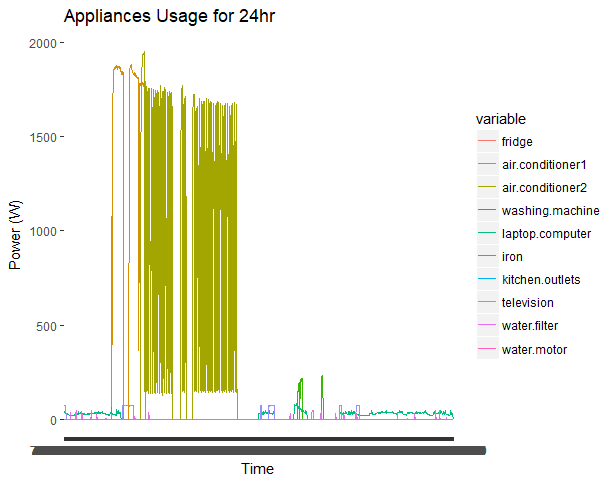 Appliances Usage for 24hr
2000
1500
1000
500
0
Power (W)
Time
variable
fridge
air.conditioner1
air.conditioner2
washing.machine
laptop.computer
iron
kitchen.outlets
television
water.filter
water.motor